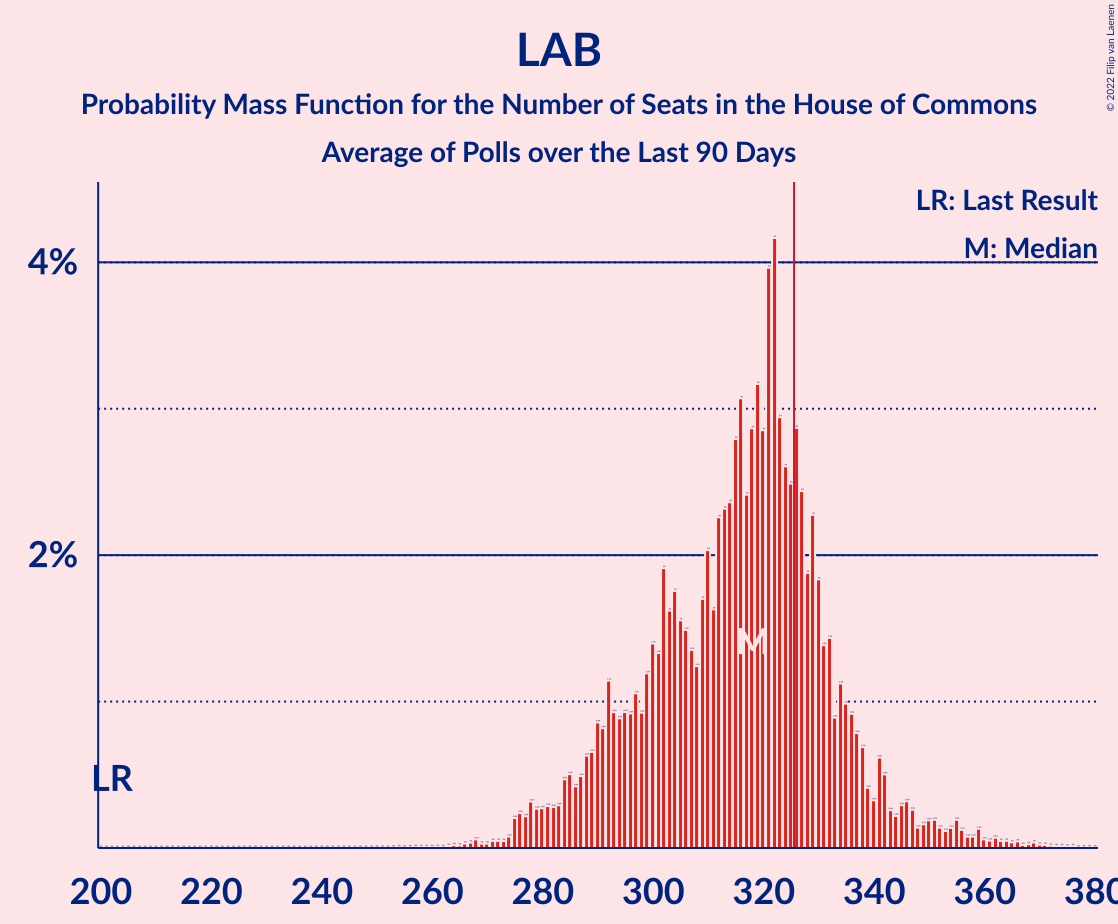 LAB
Probability Mass Function for the Number of Seats in the House of Commons
Average of Polls over the Last 90 Days
© 2022 Filip van Laenen
LR: Last Result
M: Median
4%
2%
M
LR
200 220 240 260 280 300 320 340 360 380